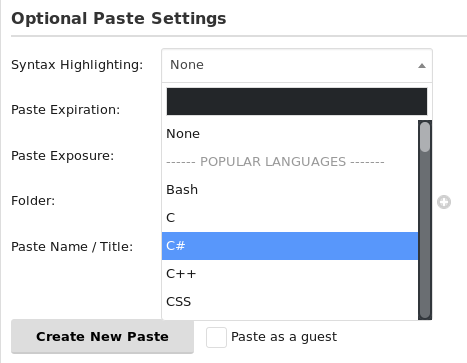 Optional Paste Settings
Syntax Highlighting: None
Paste Expiration:
None
Paste Exposure:
------ POPULAR LANGUAGES -------
Bash
Folder:
C
Paste Name / Title:
C#
C++
CSS
Create New Paste Paste as a guest